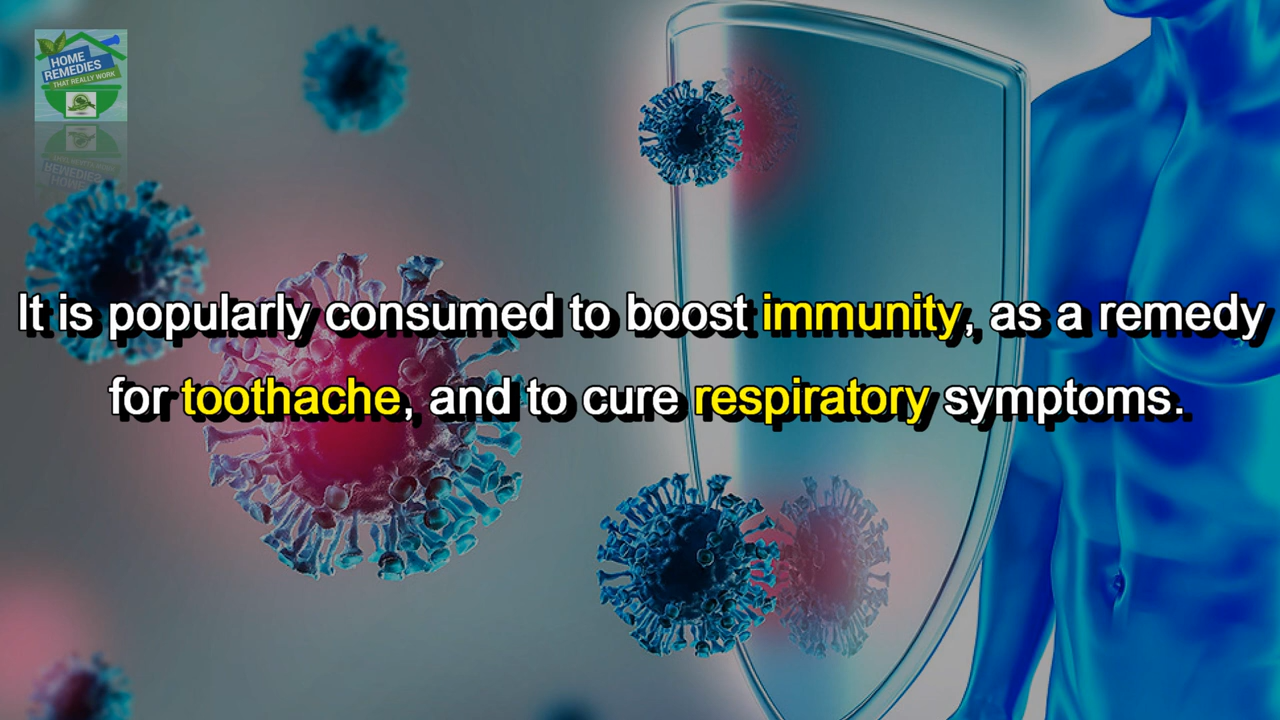 HOME
REMEDIES
THAT REALLY WORK
It is popularly consumed to boost immunity, as a remedy
for toothache, and to cure respiratory symptoms.